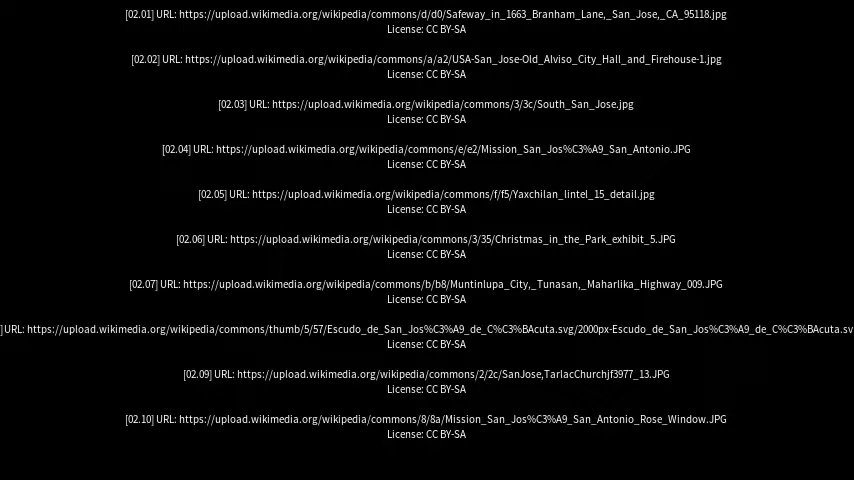 [02.01] URL: https://upload.wikimedia.org/wikipedia/commons/d/d0/Safeway_in_1663_Branham_Lane,_San_Jose,_CA_95118.jpg
License: CC BY-SA
[02.02] URL: https://upload.wikimedia.org/wikipedia/commons/a/a2/USA-San_Jose-Old_Alviso_City_Hall_and_Firehouse-1.jpg
License: CC BY-SA
[02.03] URL: https://upload.wikimedia.org/wikipedia/commons/3/3c/South_San_Jose.jpg
License: CC BY-SA
[02.04] URL: https://upload.wikimedia.org/wikipedia/commons/e/e2/Mission_San_Jos%C3%A9_San_Antonio.JPG
License: CC BY-SA
[02.05] URL: https://upload.wikimedia.org/wikipedia/commons/f/f5/Yaxchilan_lintel_15_detail.jpg
License: CC BY-SA
[02.06] URL: https://upload.wikimedia.org/wikipedia/commons/3/35/Christmas_in_the_Park_exhibit_5.JPG
License: CC BY-SA
[02.07] URL: https://upload.wikimedia.org/wikipedia/commons/b/b8/Muntinlupa_City,_Tunasan,_Maharlika_Highway_009.JPG
License: CC BY-SA
] URL: https://upload.wikimedia.org/wikipedia/commons/thumb/5/57/Escudo_de_San_Jos%C3%A9_de_C%C3%BAcuta.svg/2000px-Escudo_de_San_Jos%C3%A9_de_C%C3%BAcuta.sv
License: CC BY-SA
[02.09] URL: https://upload.wikimedia.org/wikipedia/commons/2/2c/SanJose,TarlacChurchjf3977_13.JPG
License: CC BY-SA
[02.10] URL: https://upload.wikimedia.org/wikipedia/commons/8/8a/Mission_San_Jos%C3%A9_San_Antonio_Rose_Window.JPG
License: CC BY-SA